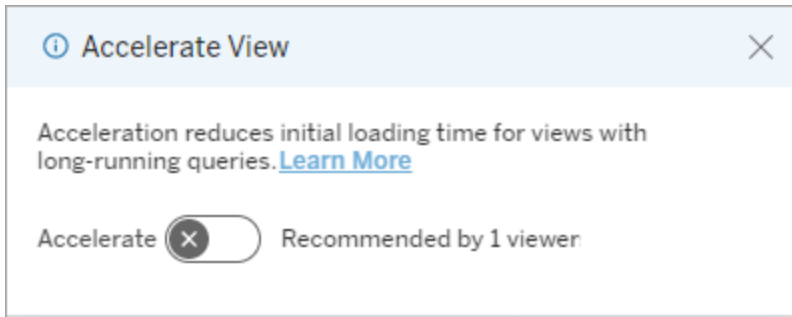 Accelerate View
Acceleration reduces initial loading time for views with
long-running queries. Learn More
Accelerate Recommended by 1 viewer